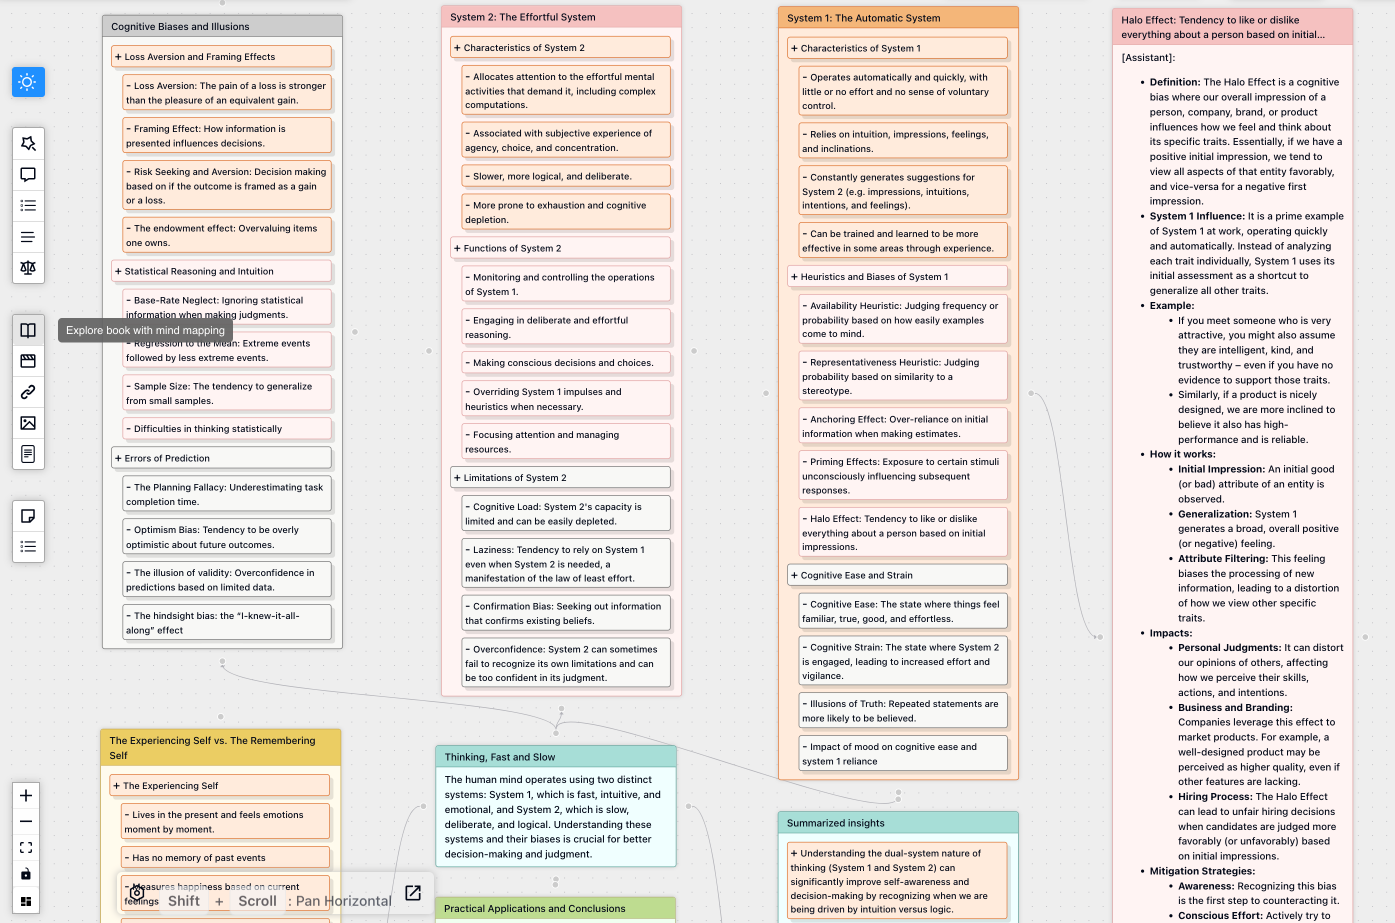 Cognitive Biases and Illusions
+ Loss Aversion and Framing Effects
- Loss Aversion: The pain of a loss is stronger
than the pleasure of an equivalent gain.
- Framing Effect: How information is
presented influences decisions.
- Risk Seeking and Aversion: Decision making
based on if the outcome is framed as a gain
or a loss.
- The endowment effect: Overvaluing items
one owns.
+ Statistical Reasoning and Intuition
- Base-Rate Neglect: Ignoring statistical
information when making judgments.
Explore book with mind mapping
- Regression to the Mean: Extreme events
followed by less extreme events.
- Sample Size: The tendency to generalize
from small samples.
- Difficulties in thinking statistically
+ Errors of Prediction
- The Planning Fallacy: Underestimating task
completion time.
- Optimism Bias: Tendency to be overly
optimistic about future outcomes.
- The illusion of validity: Overconfidence in
predictions based on limited data.
- The hindsight bias: the “I-knew-it-all-
along” effect
System 2: The Effortful System
+ Characteristics of System 2
- Allocates attention to the effortful mental
activities that demand it, including complex
computations.
- Associated with subjective experience of
agency, choice, and concentration.
- Slower, more logical, and deliberate.
- More prone to exhaustion and cognitive
depletion.
+ Functions of System 2
- Monitoring and controlling the operations
of System 1.
- Engaging in deliberate and effortful
reasoning.
- Making conscious decisions and choices.
- Overriding System 1 impulses and
heuristics when necessary.
- Focusing attention and managing
resources.
+ Limitations of System 2
- Cognitive Load: System 2's capacity is
limited and can be easily depleted.
- Laziness: Tendency to rely on System 1
even when System 2 is needed, a
manifestation of the law of least effort.
- Confirmation Bias: Seeking out information
that confirms existing beliefs.
- Overconfidence: System 2 can sometimes
fail to recognize its own limitations and can
be too confident in its judgment.
System 1: The Automatic System
+ Characteristics of System 1
- Operates automatically and quickly, with
little or no effort and no sense of voluntary
control.
- Relies on intuition, impressions, feelings,
and inclinations.
- Constantly generates suggestions for
System 2 (e.g. impressions, intuitions,
intentions, and feelings).
- Can be trained and learned to be more
effective in some areas through experience.
+ Heuristics and Biases of System 1
- Availability Heuristic: Judging frequency or
probability based on how easily examples
come to mind.
- Representativeness Heuristic: Judging
probability based on similarity to a
stereotype.
- Anchoring Effect: Over-reliance on initial
information when making estimates.
- Priming Effects: Exposure to certain stimuli
unconsciously influencing subsequent
responses.
- Halo Effect: Tendency to like or dislike
everything about a person based on initial
impressions.
+ Cognitive Ease and Strain
- Cognitive Ease: The state where things feel
familiar, true, good, and effortless.
- Cognitive Strain: The state where System 2
is engaged, leading to increased effort and
vigilance.
- Illusions of Truth: Repeated statements are
more likely to be believed.
- Impact of mood on cognitive ease and
system 1 reliance
Halo Effect: Tendency to like or dislike
everything about a person based on initial...
[Assistant]:
• Definition: The Halo Effect is a cognitive
bias where our overall impression of a
person, company, brand, or product
influences how we feel and think about
its specific traits. Essentially, if we have a
positive initial impression, we tend to
view all aspects of that entity favorably,
and vice-versa for a negative first
impression.
• System 1 Influence: It is a prime example
of System 1 at work, operating quickly
and automatically. Instead of analyzing
each trait individually, System 1 uses its
initial assessment as a shortcut to
generalize all other traits.
• Example:
• If you meet someone who is very
attractive, you might also assume
they are intelligent, kind, and
trustworthy – even if you have no
evidence to support those traits.
• Similarly, if a product is nicely
designed, we are more inclined to
believe it also has high-
performance and is reliable.
• How it works:
• Initial Impression: An initial good
(or bad) attribute of an entity is
observed.
• Generalization: System 1
generates a broad, overall positive
(or negative) feeling.
• Attribute Filtering: This feeling
biases the processing of new
information, leading to a distortion
of how we view other specific
traits.
• Impacts:
• Personal Judgments: It can distort
our opinions of others, affecting
how we perceive their skills,
actions, and intentions.
• Business and Branding:
Companies leverage this effect to
market products. For example, a
well-designed product may be
perceived as higher quality, even if
other features are lacking.
• Hiring Process: The Halo Effect
can lead to unfair hiring decisions
when candidates are judged more
favorably (or unfavorably) based
on initial impressions.
• Mitigation Strategies:
• Awareness: Recognizing this bias
is the first step to counteracting it.
• Conscious Effort: Actively try to
The Experiencing Self vs. The Remembering
Self
+ The Experiencing Self
- Lives in the present and feels emotions
moment by moment.
- Has no memory of past events
- Measures happiness based on current
feelings
Shift + Scroll : Pan Horizontal
Thinking, Fast and Slow
The human mind operates using two distinct
systems: System 1, which is fast, intuitive, and
emotional, and System 2, which is slow,
deliberate, and logical. Understanding these
systems and their biases is crucial for better
decision-making and judgment.
Practical Applications and Conclusions
Summarized insights
+ Understanding the dual-system nature of
thinking (System 1 and System 2) can
significantly improve self-awareness and
decision-making by recognizing when we are
being driven by intuition versus logic.